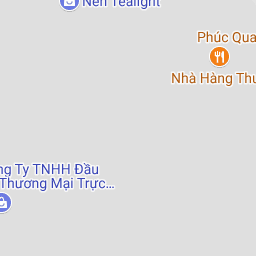 Nến Tealight
Phúc Qua
Nhà Hàng Thu
ng Ty TNHH Đầu
Thương Mại Trực...